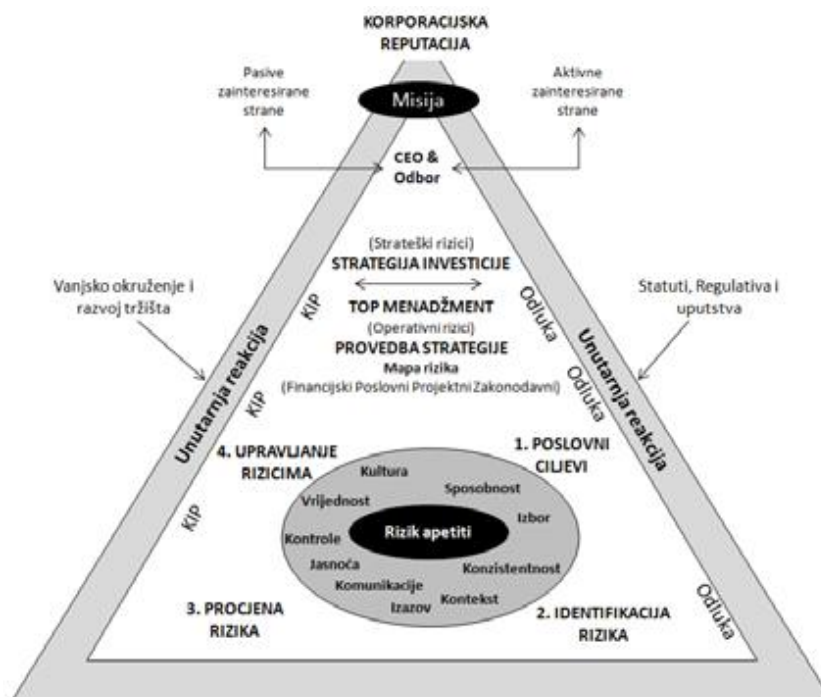 KORPORACIJSKA
REPUTACIJA
Pasive
zainteresirane
strane
Aktivne
zainteresirane
strane
Misija
CEO &
Odbor
(Strateški rizici)
STRATEGIJA INVESTICIJE
Vanjsko okruženje i
razvoj tržišta
Statuti, Regulativa i
uputstva
KIP
Odluka
TOP MENADŽMENT
(Operativni rizici)
PROVEDBA STRATEGIJE
Mapa rizika
(Financijski Poslovni Projektni Zakonodavni)
Unutarnja reakcija
Unutarnja reakcija
KIP
Odluka
4. UPRAVLJANJE
RIZICIMA
1. POSLOVNI
CILJEVI
Kultura
Sposobnost
Vrijednost
Izbor
KIP
Rizik apetiti
Kontrole
Jasnoća
Konzistentnost
Komunikacije
Kontekst
Izazov
3. PROCJENA
RIZIKA
2. IDENTIFIKACIJA
RIZIKA
Odluka